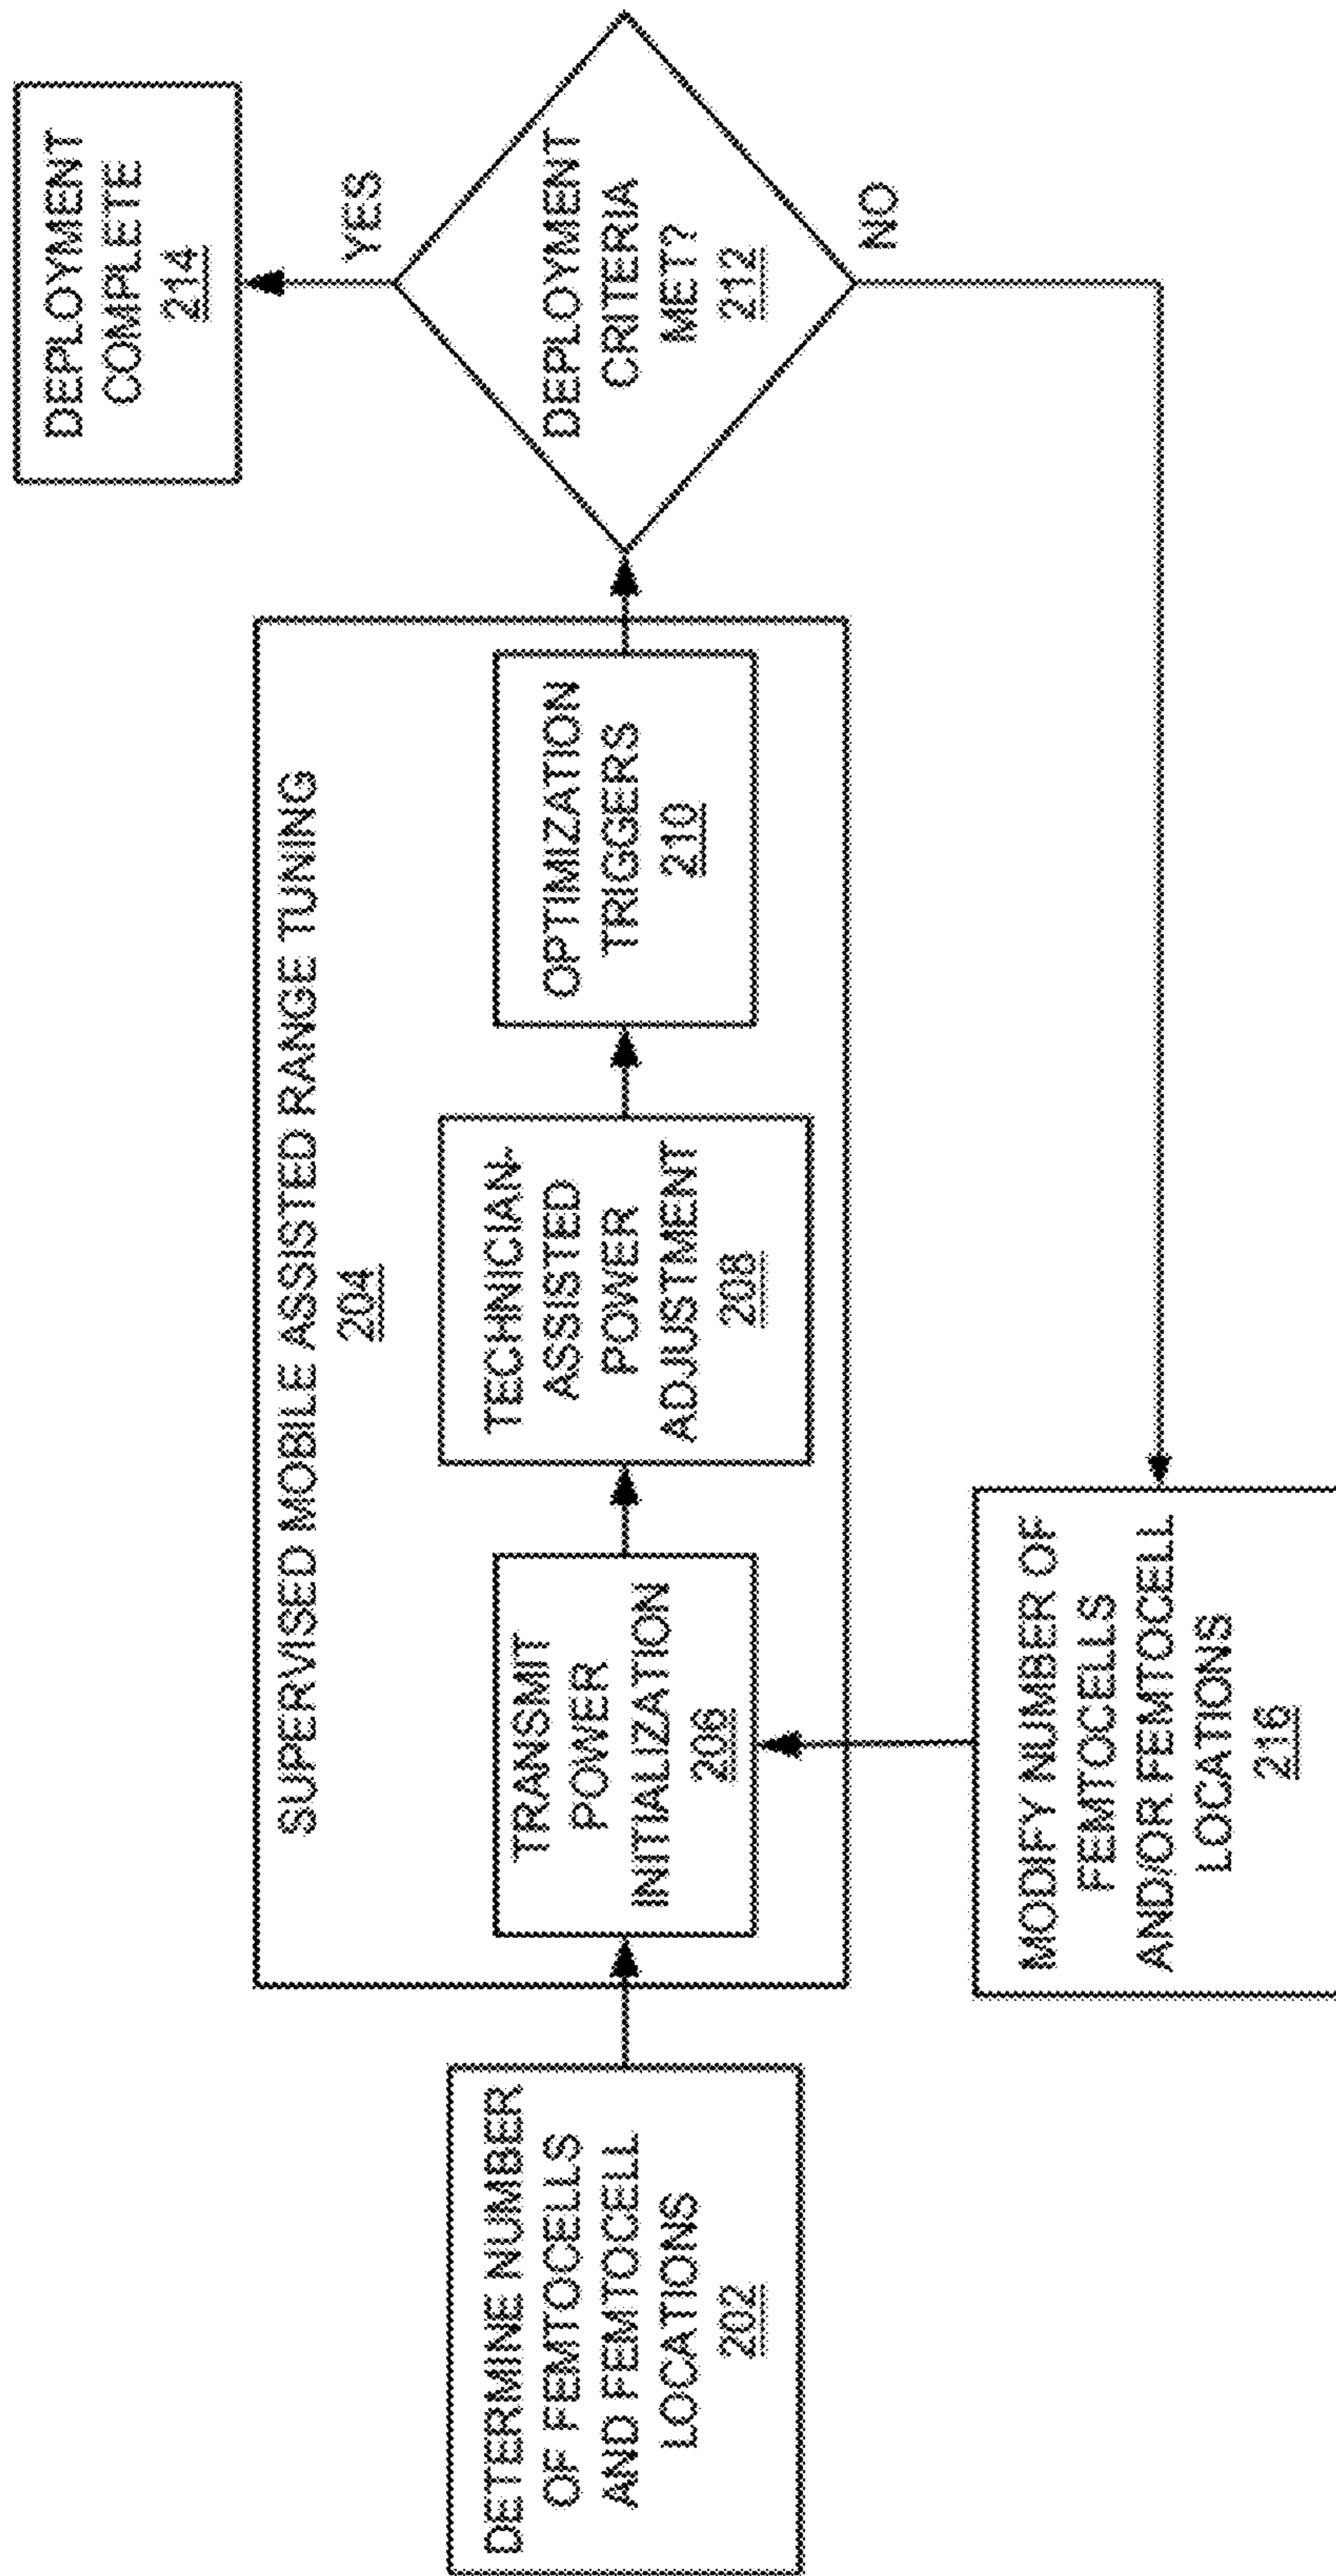 DETERMINE NUMBER
OF FEMTOCELLS
AND FEMTOCELL
LOCATIONS
202
SUPERVISED MOBILE ASSISTED RANGE TUNING
204
TRANSMIT
POWER
INITIALIZATION
206
TECHNICIAN-
ASSISTED
POWER
ADJUSTMENT
208
OPTIMIZATION
TRIGGERS
210
DEPLOYMENT
CRITERIA
MET?
212
YES
DEPLOYMENT
COMPLETE
214
NO
MODIFY NUMBER OF
FEMTOCELLS
AND/OR FEMTOCELL
LOCATIONS
216